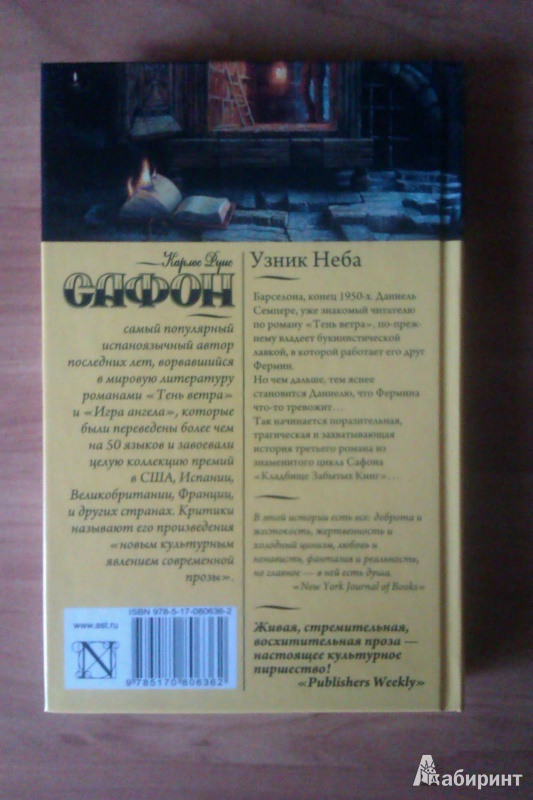 Карлос Руис
САФОН
самый популярный
испаноязычный автор
последних лет, ворвавшийся
в мировую литературу
романами «Тень ветра»
и «Игра ангела», которые
были переведены более чем
на 50 языков и завоевали
целую коллекцию премий
в США, Испании,
Великобритании, Франции,
и других странах. Критики
называют его произведения
«новым культурным
явлением современной
прозы».
Узник Неба
Барселона, конец 1950-х. Даниель
Семпере, уже знакомый читателю
по роману «Тень ветра», по-преж-
нему владеет букинистической
лавкой, в которой работает его друг
Фермин.
Но чем дальше, тем яснее
становится Даниелю, что Фермина
что-то тревожит…
Так начинается поразительная,
трагическая и захватывающая
история третьего романа из
знаменитого цикла Сафона
«Кладбище Забытых Книг»…
В этой истории есть все: доброта и
жестокость, жертвенность и
холодный цинизм, любовь и
ненависть, фантазия и реальность,
но главное — в ней есть душа.
«New York Journal of Books»
Живая, стремительная,
восхитительная проза —
настоящее культурное
пиршество!
«Publishers Weekly»
ISBN 978-5-17-080636-2
www.ast.ru
N
9 785170 806362
Лабиринт